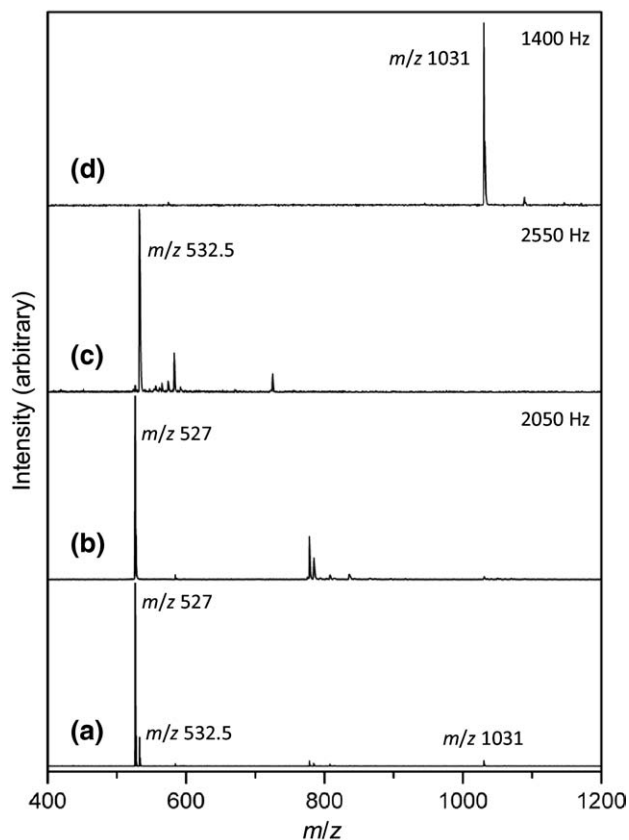 1400 Hz
m/z 1031
(d)
2550 Hz
m/z 532.5
(c)
2050 Hz
m/z 527
(b)
m/z 527
(a)
m/z 532.5
m/z 1031
Intensity (arbitrary)
400 600 800 1000 1200
m/z